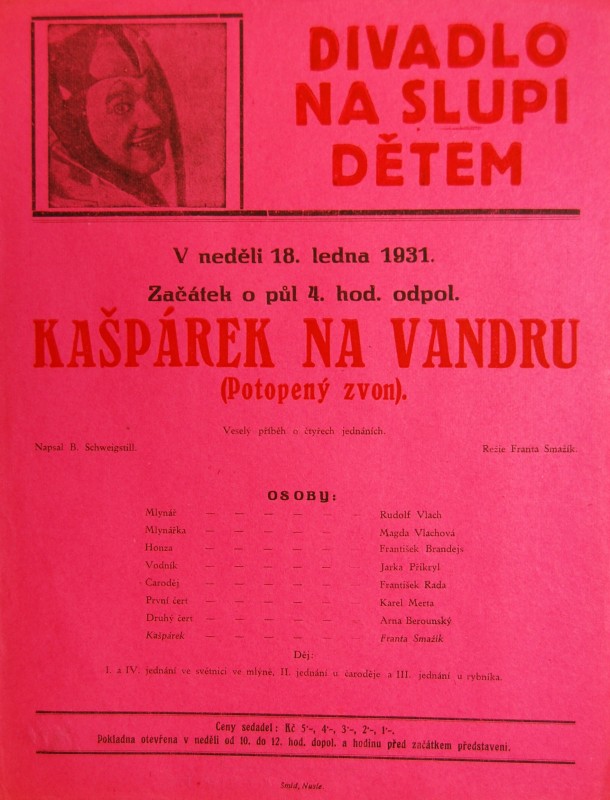 DIVADLO
NA SLUPI
DĚTEM
V neděli 18. ledna 1931.
Začátek o půl 4. hod. odpol.
KAŠPÁREK NA VANDRU
(Potopený zvon).
Veselý příběh o čtyřech jednáních.
Napsal B. Schweigstill. Režie Franta Smažík.
OSOBY:
Mlynář — — — — — — Rudolf Vlach
Mlynářka — — — — — — Magda Vlachová
Honza — — — — — — František Brandejs
Vodník — — — — — — Jarka Přikryl
Čaroděj — — — — — — František Rada
První čert — — — — — — Karel Merta
Druhý čert — — — — — — Arna Berounský
Kašpárek — — — — — — Franta Smažík
Děj:
I. a IV. jednání ve světnici ve mlýně, II. jednání u čaroděje a III. jednání u rybníka.
Ceny sedadel: Kč 5·-, 4·-, 3·-, 2·-, 1·-.
Pokladna otevřena v neděli od 10. do 12. hod. dopol. a hodinu před začátkem představení.
Šmíd, Nusle.